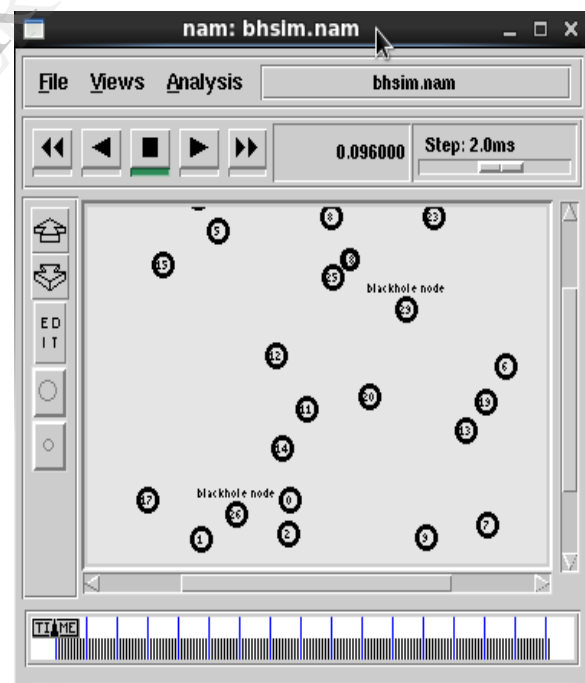 nam: bhsim.nam
File Views Analysis bhsim.nam
0.096000 Step: 2.0ms
ED
IT
8 23
5
15
25
blackhole node
29
12
6
20 19
11
13
14
17 blackhole node 0
26
7
1 2 9
TIME